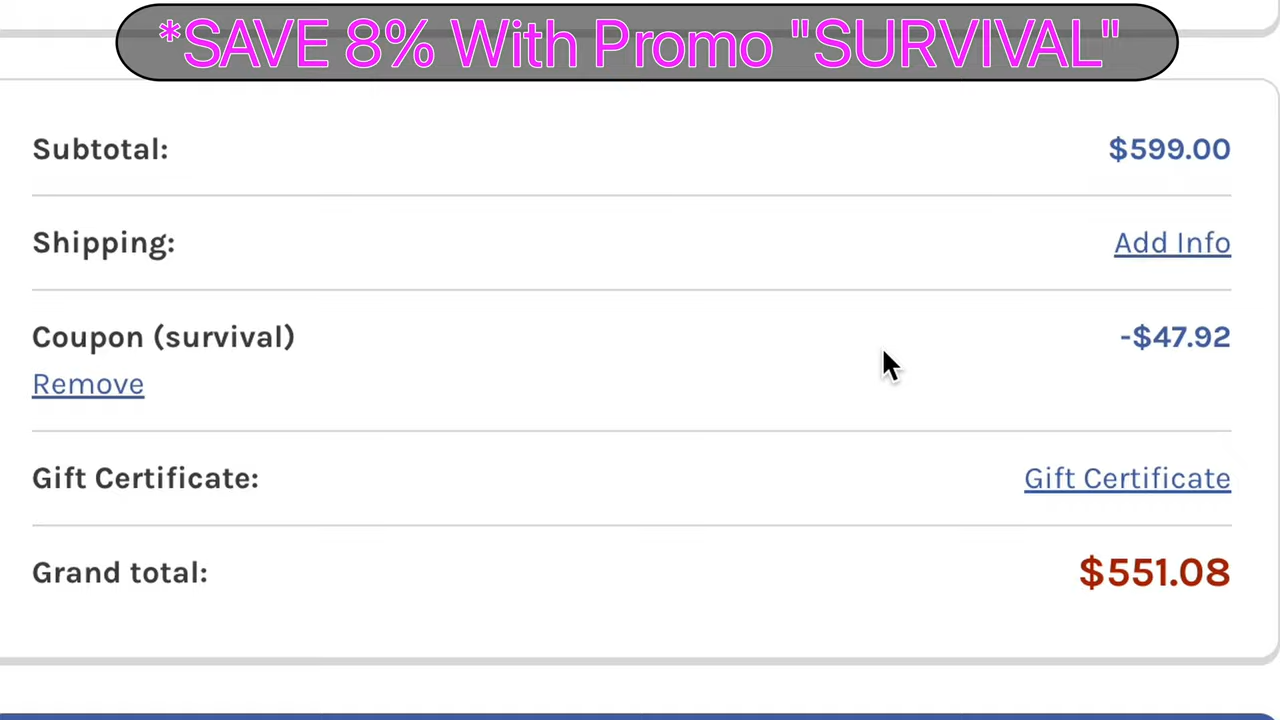 *SAVE 8% With Promo "SURVIVAL"
Subtotal: $599.00
Shipping: Add Info
Coupon (survival) -$47.92
Remove
Gift Certificate: Gift Certificate
Grand total: $551.08